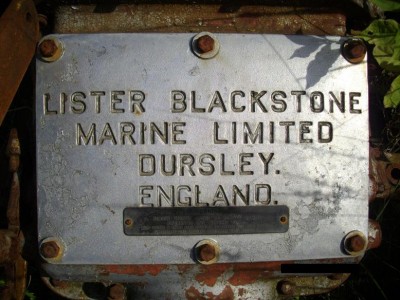 LISTER BLACKSTONE
MARINE LIMITED
DURSLEY.
ENGLAND.